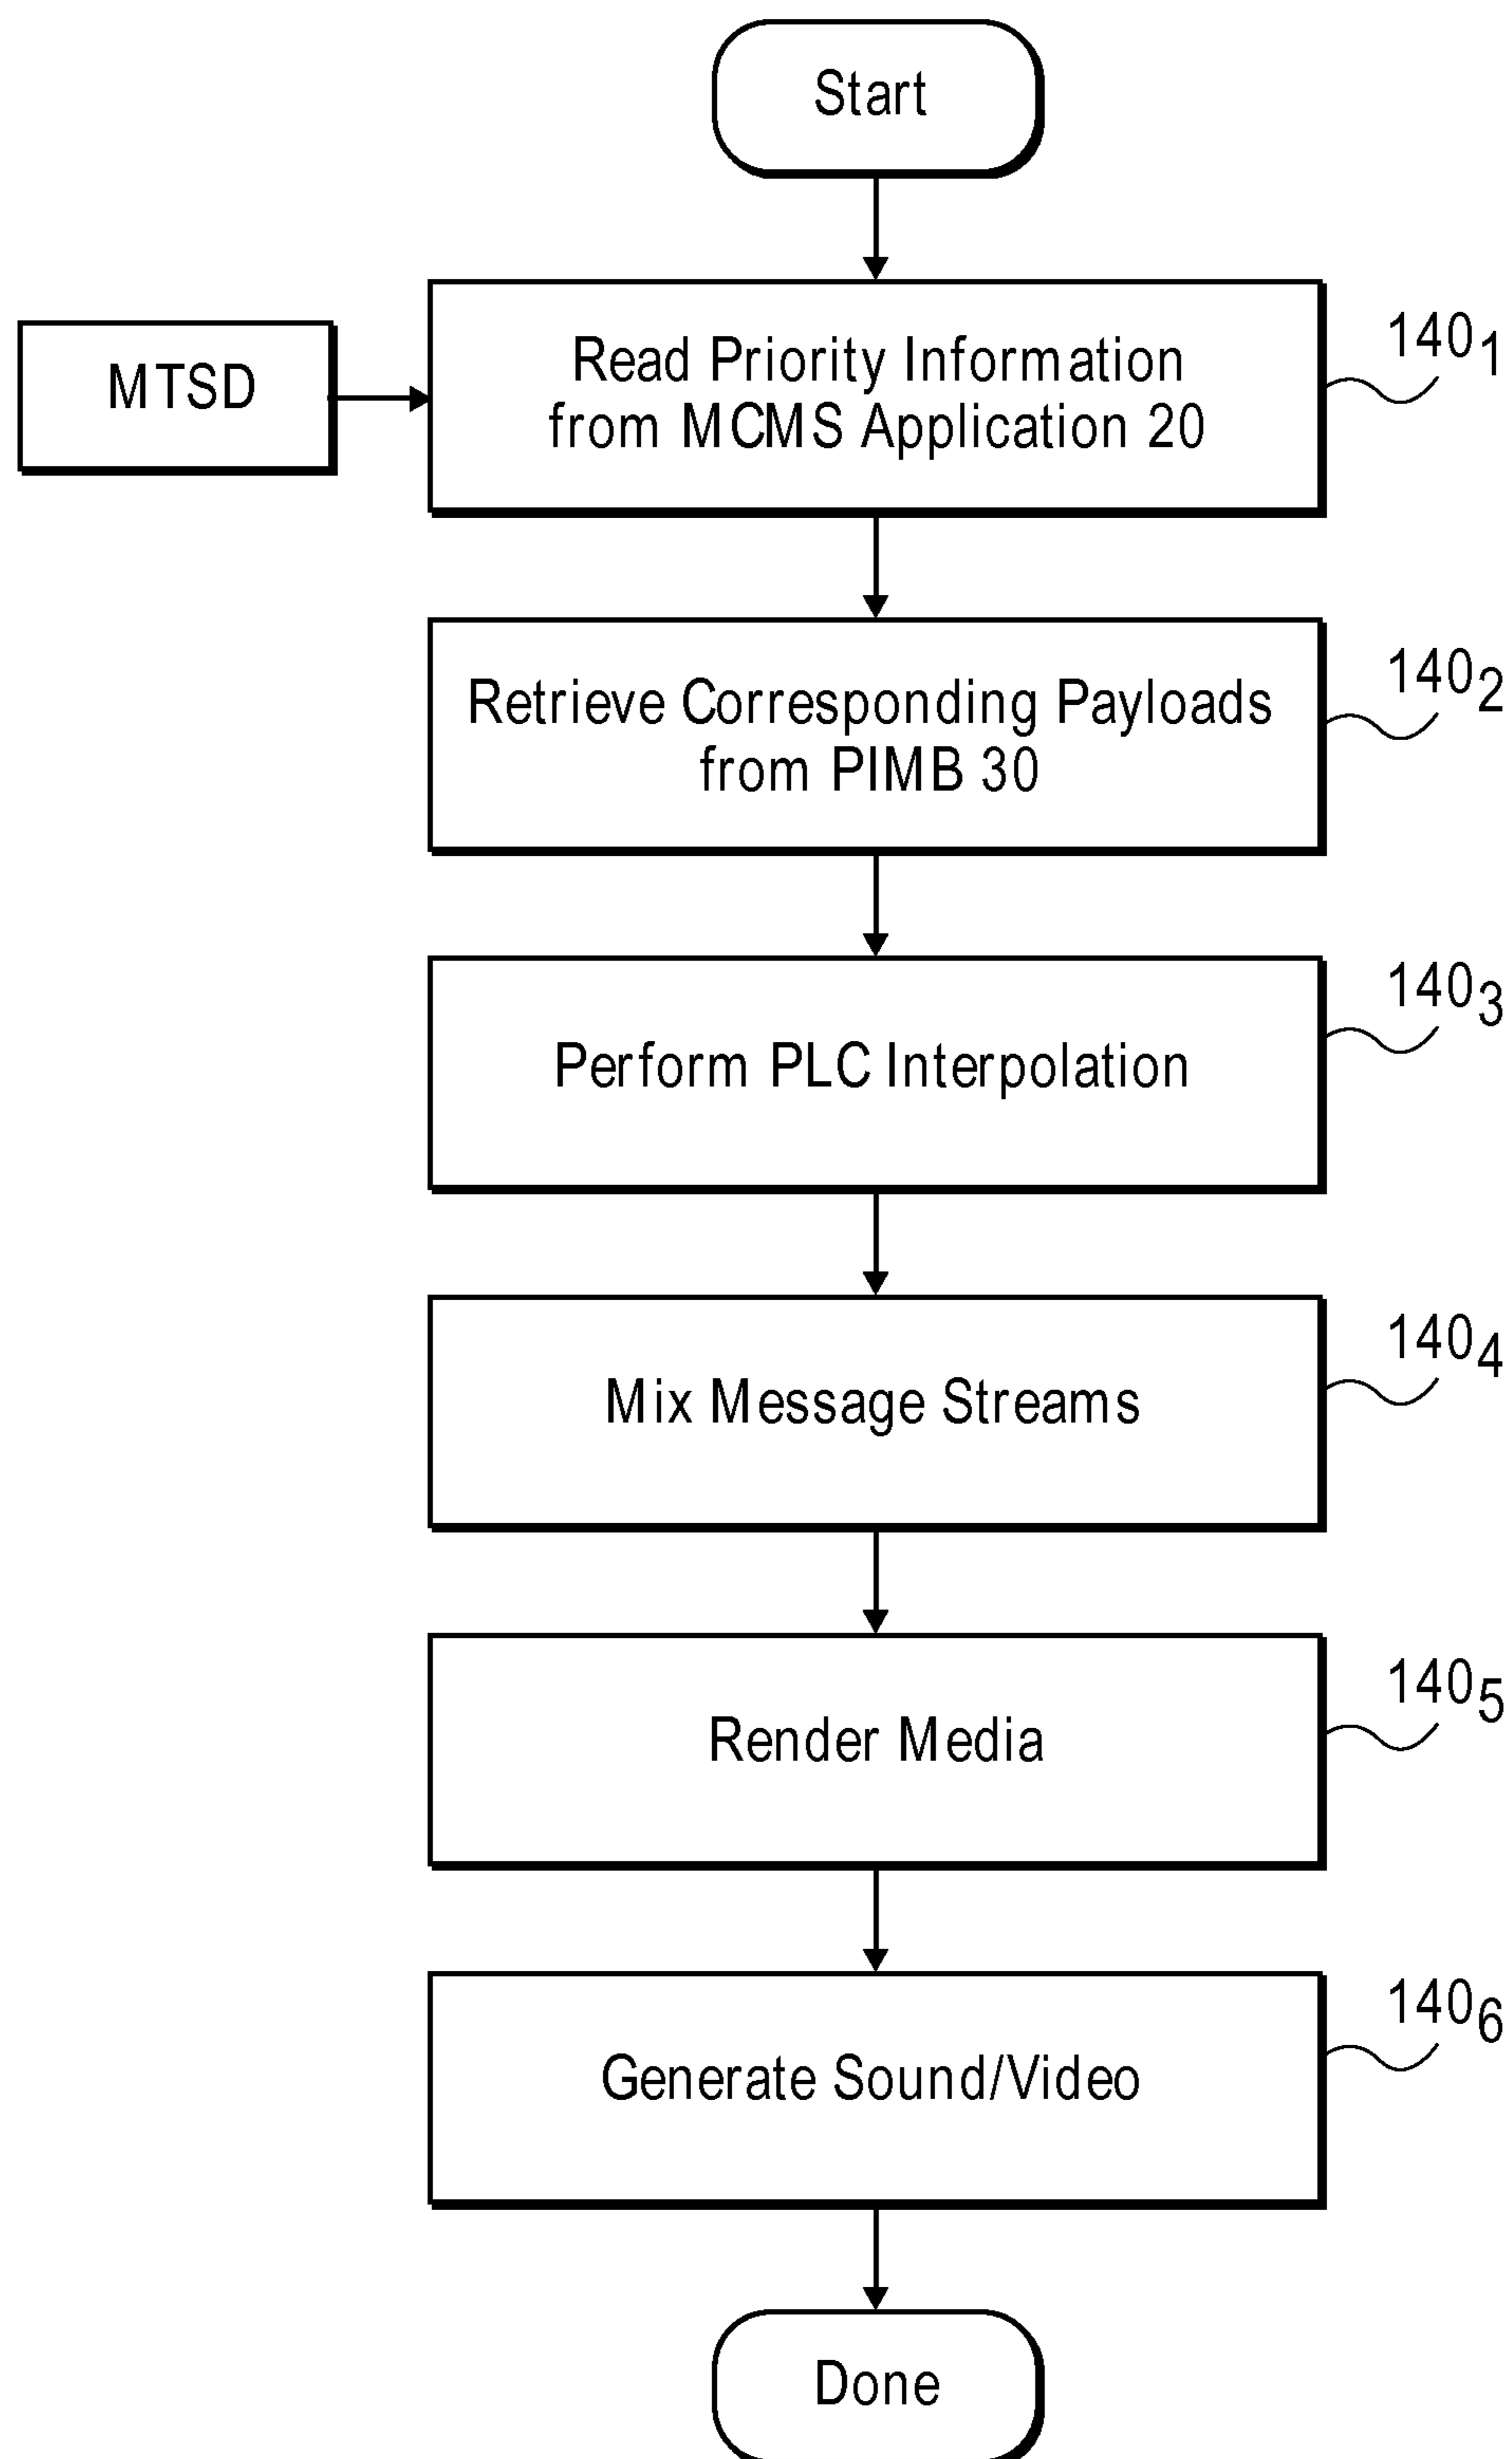 Start
MTSD
Read Priority Information
from MCMS Application 20
140₁
Retrieve Corresponding Payloads
from PIMB 30
140₂
Perform PLC Interpolation
140₃
Mix Message Streams
140₄
Render Media
140₅
Generate Sound/Video
140₆
Done